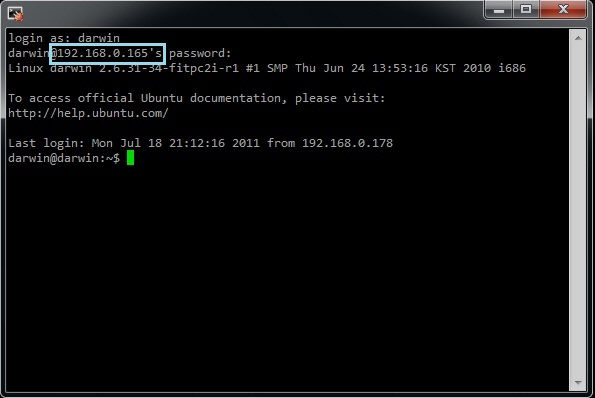 login as: darwin
darwin@192.168.0.165's password:
Linux darwin 2.6.31-34-fitpc2i-r1 #1 SMP Thu Jun 24 13:53:16 KST 2010 i686
To access official Ubuntu documentation, please visit:
http://help.ubuntu.com/
Last login: Mon Jul 18 21:12:16 2011 from 192.168.0.178
darwin@darwin:~$